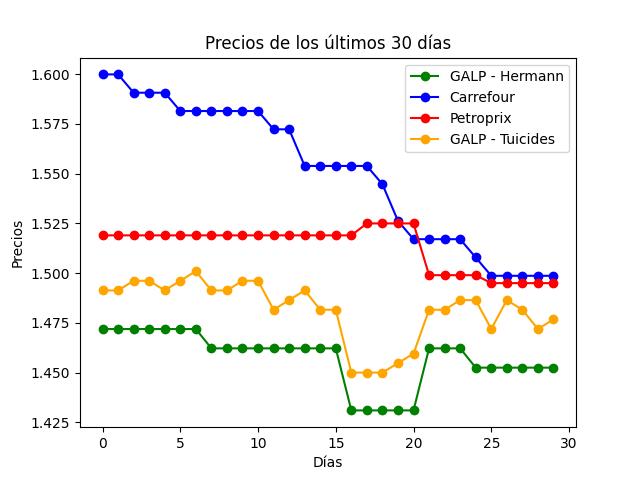 Precios de los últimos 30 días
GALP - Hermann
Carrefour
Petroprix
GALP - Tuicides
1.600
1.575
1.550
1.525
1.500
1.475
1.450
1.425
Precios
0 5 10 15 20 25 30
Días